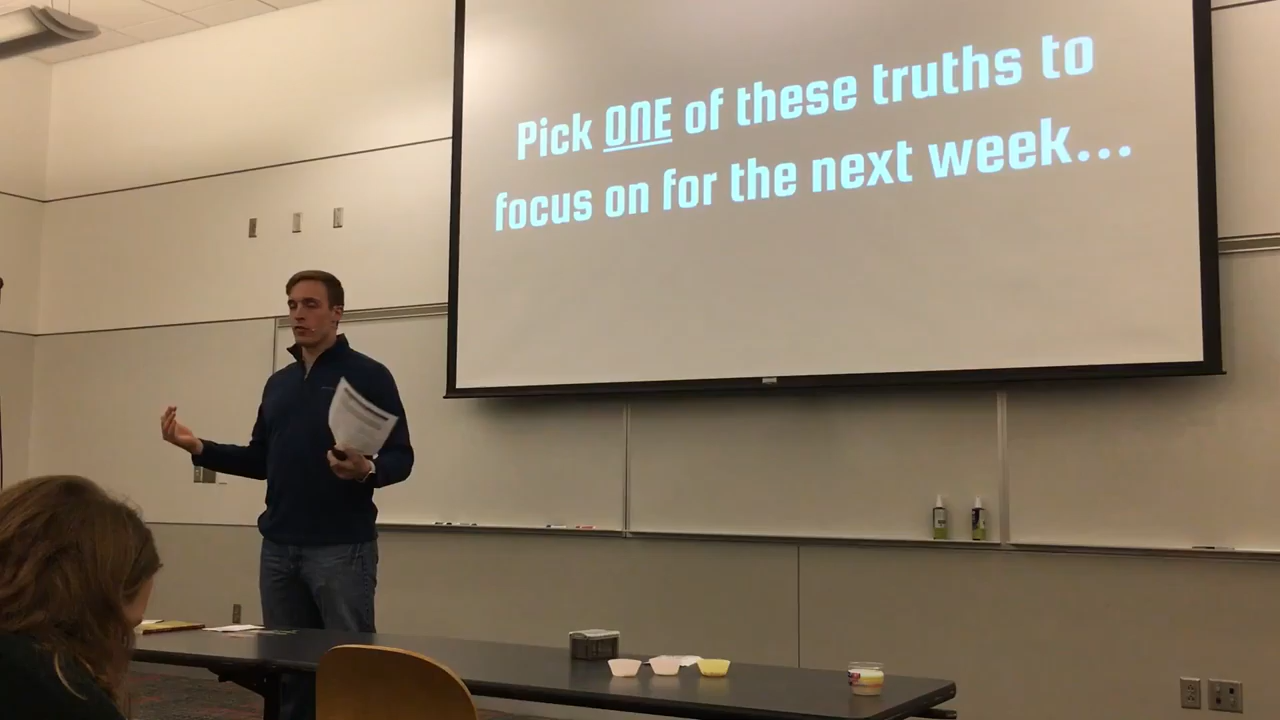 Pick ONE of these truths to
focus on for the next week...